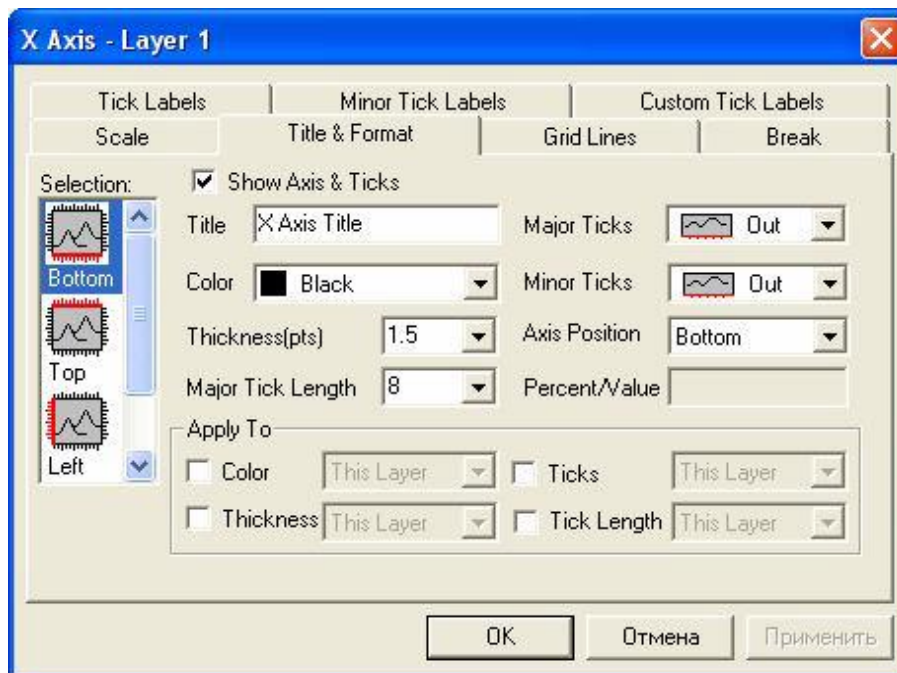 X Axis - Layer 1
Tick Labels Minor Tick Labels Custom Tick Labels
Scale Title & Format Grid Lines Break
Selection: Show Axis & Ticks
Title X Axis Title Major Ticks Out
Bottom Color Black Minor Ticks Out
Thickness(pts) 1.5 Axis Position Bottom
Top Major Tick Length 8 Percent/Value
Apply To
Left Color This Layer Ticks This Layer
Thickness This Layer Tick Length This Layer
OK Отмена Применить